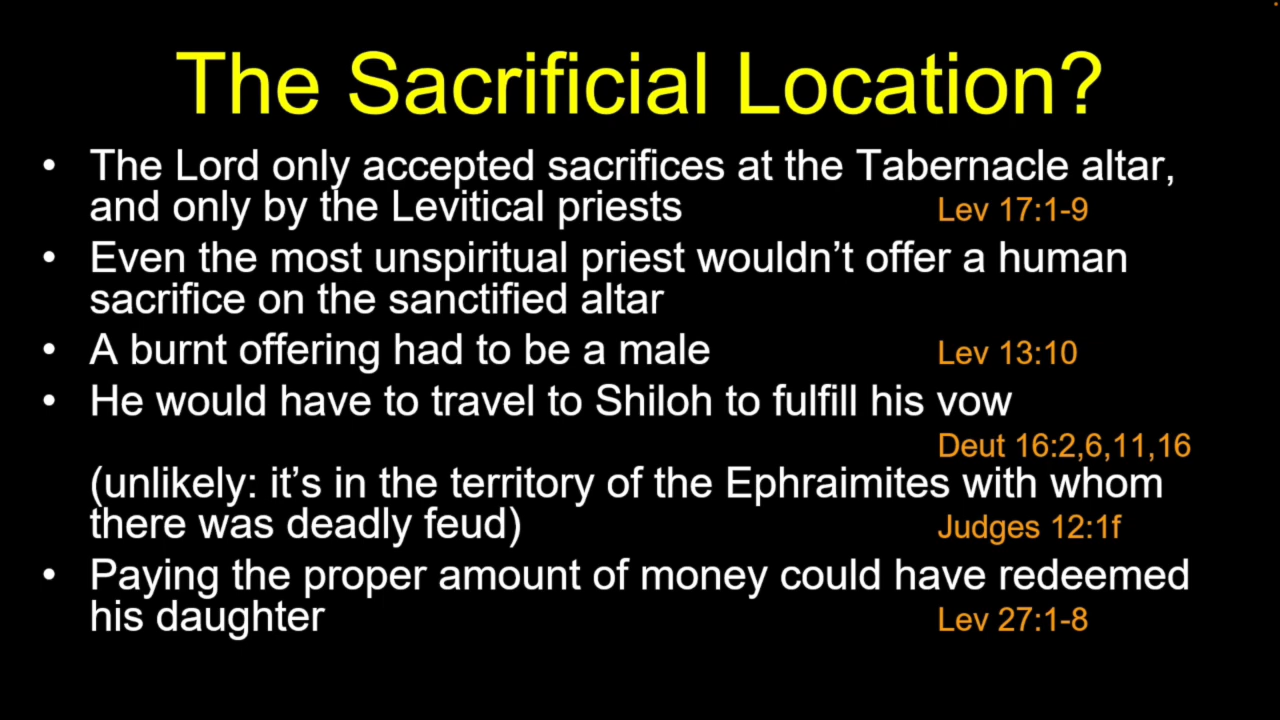 The Sacrificial Location?
• The Lord only accepted sacrifices at the Tabernacle altar,
and only by the Levitical priests Lev 17:1-9
• Even the most unspiritual priest wouldn’t offer a human
sacrifice on the sanctified altar
• A burnt offering had to be a male Lev 13:10
• He would have to travel to Shiloh to fulfill his vow
Deut 16:2,6,11,16
(unlikely: it’s in the territory of the Ephraimites with whom
there was deadly feud) Judges 12:1f
• Paying the proper amount of money could have redeemed
his daughter Lev 27:1-8